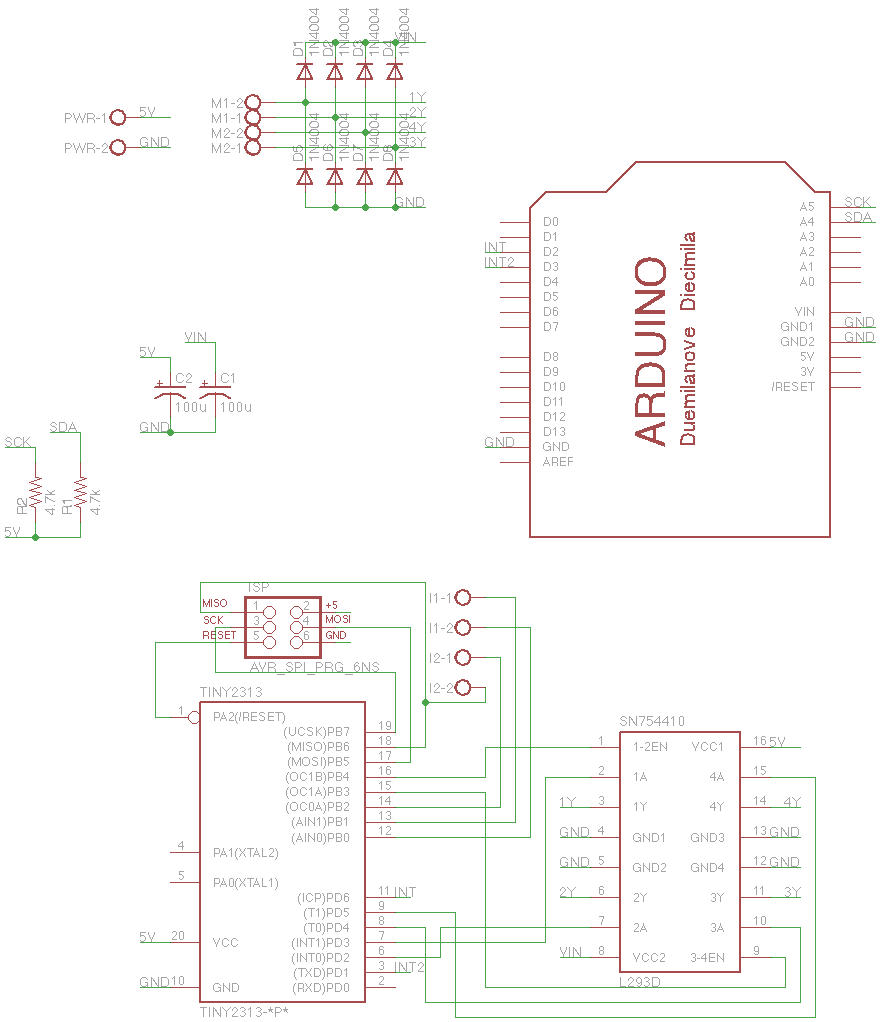 D1
1N4004
D2
1N4004
D3
1N4004
D4
1N4004
VIN
PWR-1
5V
PWR-2
GND
M1-2
M1-1
M2-2
M2-1
1Y
2Y
4Y
3Y
D5
1N4004
D6
1N4004
D7
1N4004
D8
1N4004
GND
ARDUINO
Duemilanove Diecimila
D0
D1
INT
D2
INT2
D3
D4
D5
D6
D7
D8
D9
D10
D11
D12
D13
GND
GND
AREF
A5
SCK
A4
SDA
A3
A2
A1
A0
VIN
GND1
GND
GND2
GND
5V
3V
/RESET
VIN
5V
+
C2
100u
+
C1
100u
GND
SCK
SDA
R2
4.7k
R1
4.7k
5V
ISP
MISO
1
2
+5
SCK
3
4
MOSI
RESET
5
6
GND
AVR_SPI_PRG_6NS
I1-1
I1-2
I2-1
I2-2
TINY2313
1
PA2(/RESET)
(UCSK)PB7
19
(MISO)PB6
18
(MOSI)PB5
17
(OC1B)PB4
16
(OC1A)PB3
15
(OC0A)PB2
14
(AIN1)PB1
13
(AIN0)PB0
12
4
PA1(XTAL2)
5
PA0(XTAL1)
(ICP)PD6
11
INT
(T1)PD5
9
(T0)PD4
8
(INT1)PD3
7
(INT0)PD2
6
(TXD)PD1
3
INT2
(RXD)PD0
2
5V
20
VCC
GND
10
GND
TINY2313-*P*
SN754410
1
1-2EN
VCC1
16
5V
2
1A
4A
15
1Y
3
1Y
4Y
14
4Y
GND
4
GND1
GND3
13
GND
GND
5
GND2
GND4
12
GND
2Y
6
2Y
3Y
11
3Y
7
2A
3A
10
VIN
8
VCC2
3-4EN
9
L293D